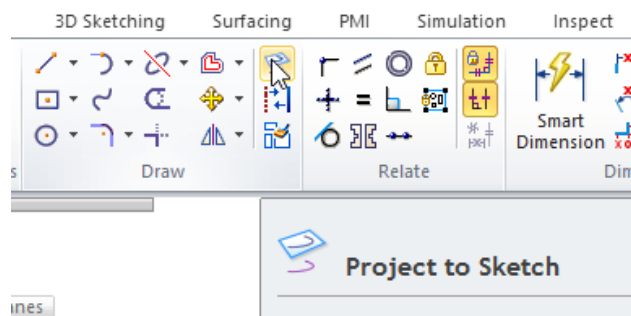 3D Sketching Surfacing PMI Simulation Inspect
Smart
Dimension
Draw Relate
Project to Sketch